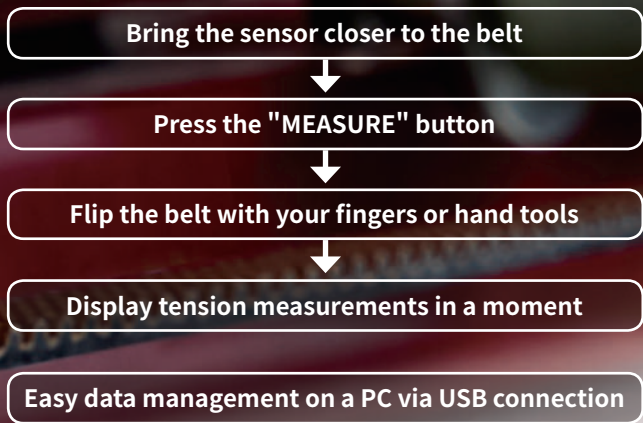 Bring the sensor closer to the belt
Press the "MEASURE" button
Flip the belt with your fingers or hand tools
Display tension measurements in a moment
Easy data management on a PC via USB connection